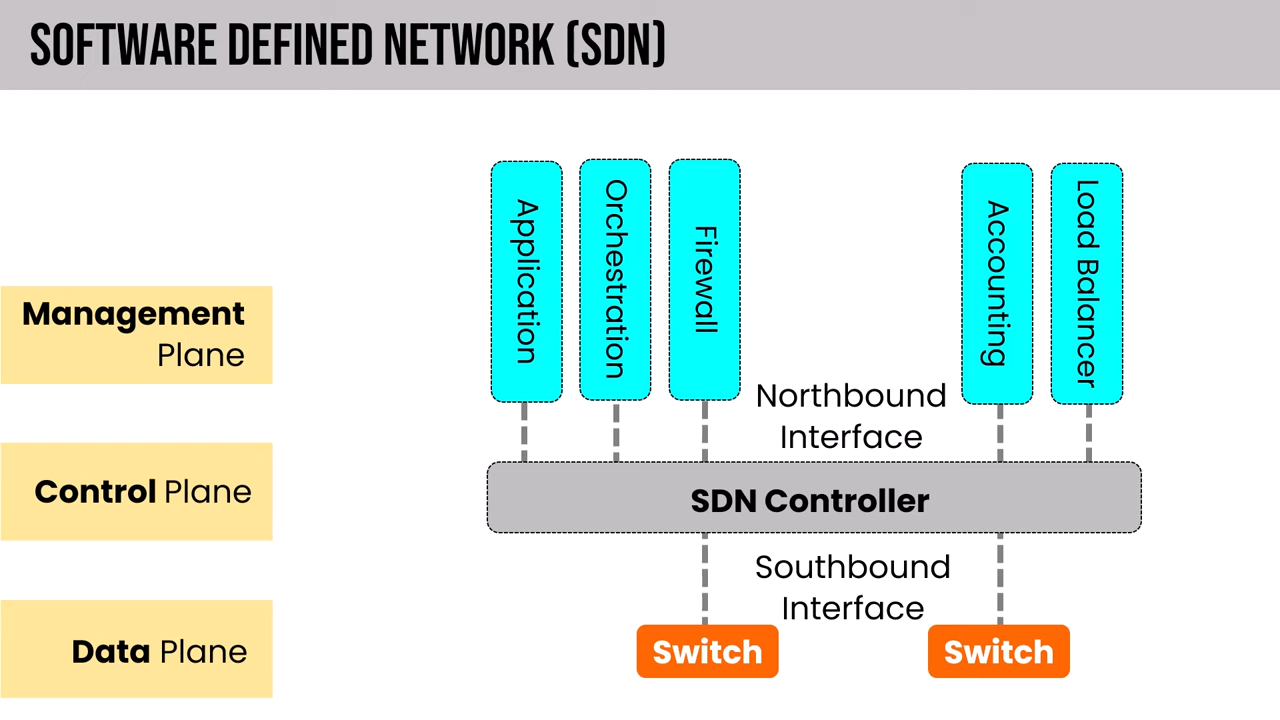 SOFTWARE DEFINED NETWORK (SDN)
Application
Orchestration
Firewall
Accounting
Load Balancer
Management
Plane
Northbound
Interface
Control Plane
SDN Controller
Southbound
Interface
Data Plane
Switch
Switch